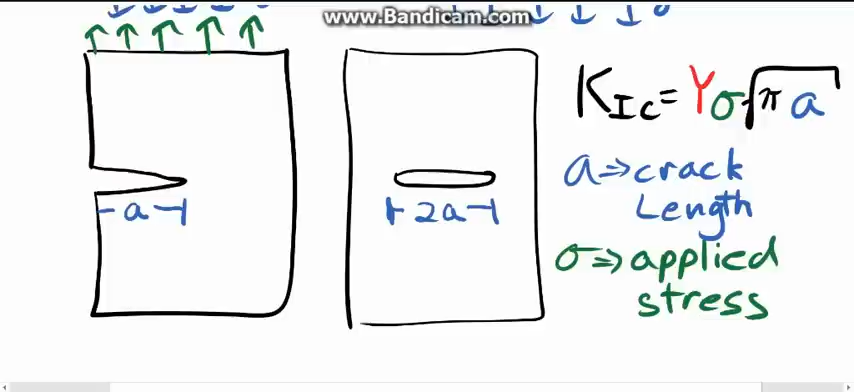 www.Bandicam.com
K_Ic = Yσ√πa
a ⇒ crack
Length
a
2a
σ ⇒ applied
stress